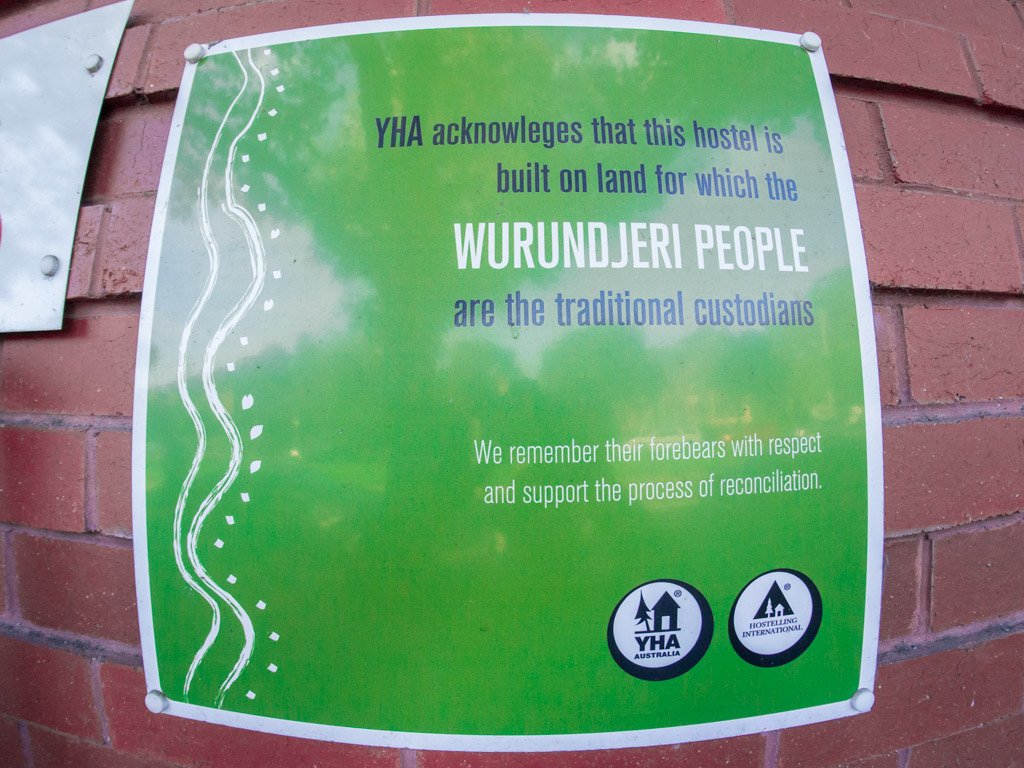 YHA acknowleges that this hostel is
built on land for which the
WURUNDJERI PEOPLE
are the traditional custodians
We remember their forebears with respect
and support the process of reconciliation.
®
YHA
AUSTRALIA
®
HOSTELLING
INTERNATIONAL